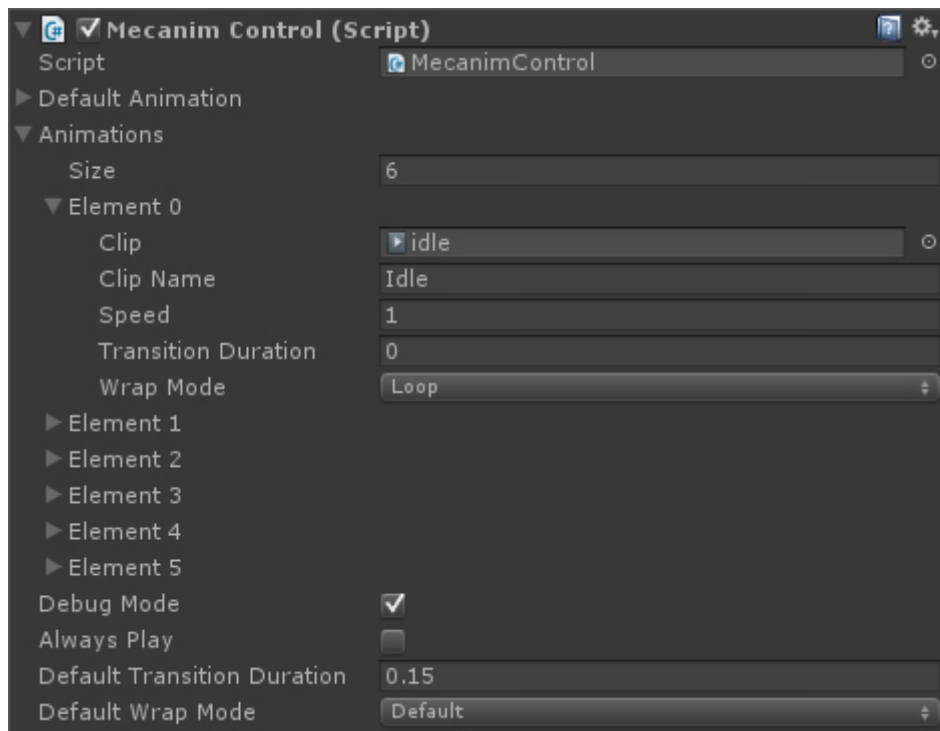 Mecanim Control (Script)
Script MecanimControl
Default Animation
Animations
Size 6
Element 0
Clip idle
Clip Name Idle
Speed 1
Transition Duration 0
Wrap Mode Loop
Element 1
Element 2
Element 3
Element 4
Element 5
Debug Mode
Always Play
Default Transition Duration 0.15
Default Wrap Mode Default